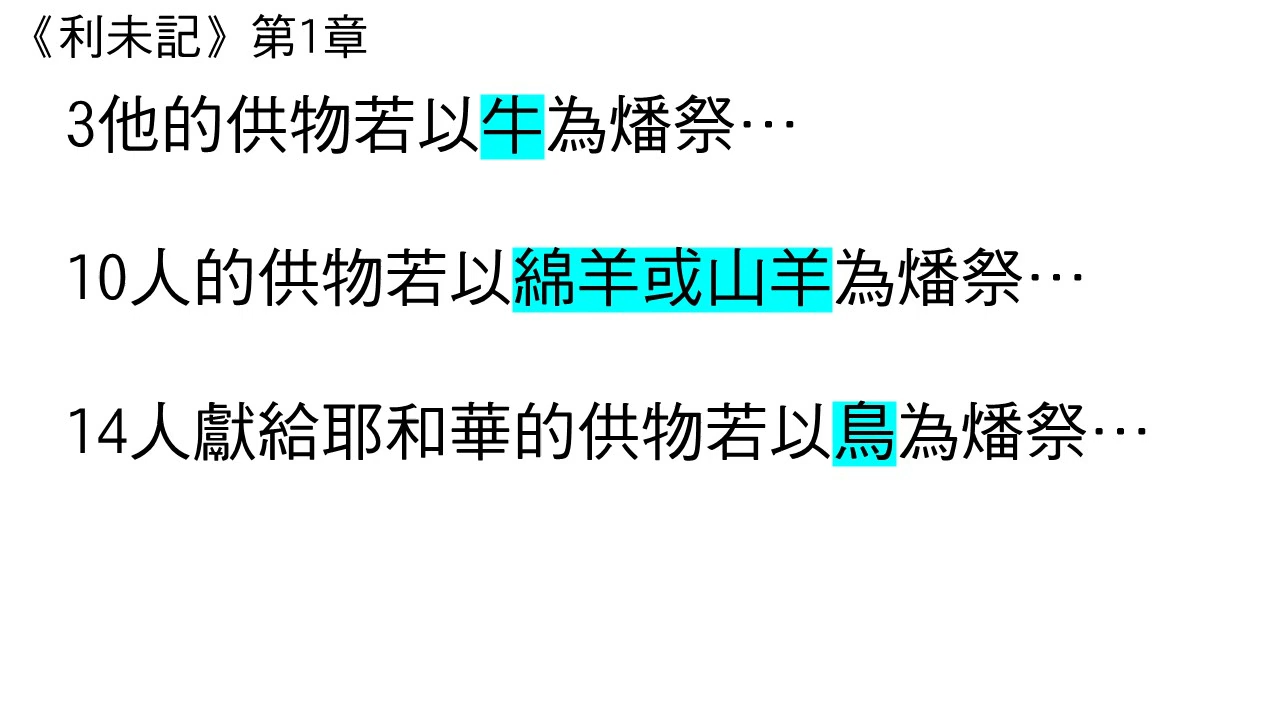 《利未記》第1章
3他的供物若以牛為燔祭…
10人的供物若以綿羊或山羊為燔祭…
14人獻給耶和華的供物若以鳥為燔祭…